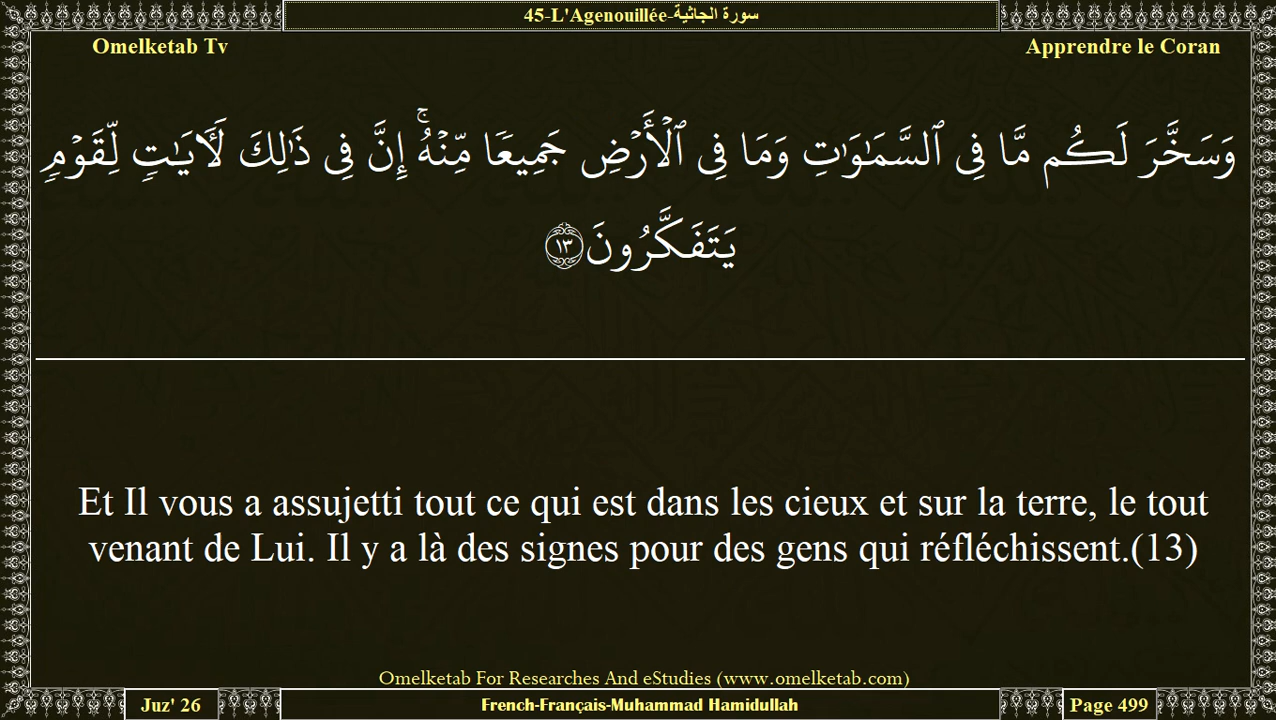 45-L'Agenouillée-سورة الجاثية
Omelketab Tv
Apprendre le Coran
وَسَخَّرَ لَكُم مَّا فِى ٱلسَّمَٰوَٰتِ وَمَا فِى ٱلْأَرْضِ جَمِيعًا مِّنْهُ ۚ إِنَّ فِى ذَٰلِكَ لَءَايَٰتٍ لِّقَوْمٍ
يَتَفَكَّرُونَ ١٣
Et Il vous a assujetti tout ce qui est dans les cieux et sur la terre, le tout
venant de Lui. Il y a là des signes pour des gens qui réfléchissent.(13)
Omelketab For Researches And eStudies (www.omelketab.com)
Juz' 26
French-Français-Muhammad Hamidullah
Page 499